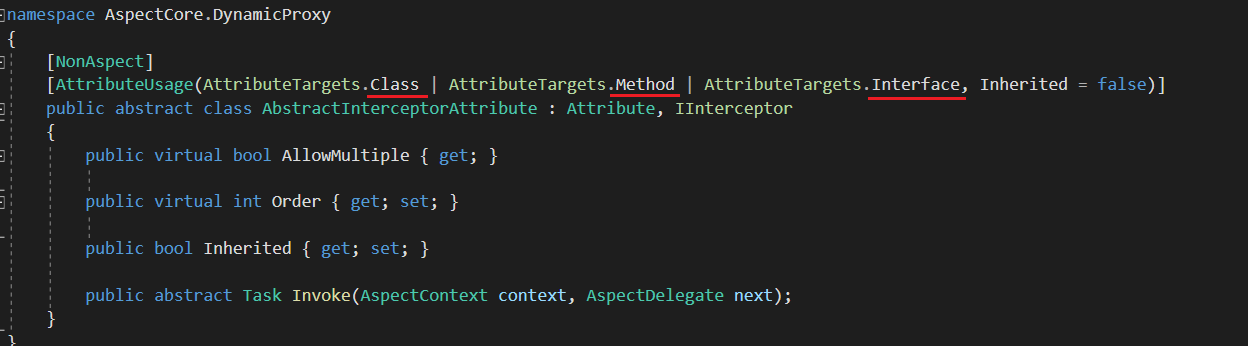 namespace AspectCore.DynamicProxy
{
[NonAspect]
[AttributeUsage(AttributeTargets.Class | AttributeTargets.Method | AttributeTargets.Interface, Inherited = false)]
public abstract class AbstractInterceptorAttribute : Attribute, IInterceptor
{
public virtual bool AllowMultiple { get; }
public virtual int Order { get; set; }
public bool Inherited { get; set; }
public abstract Task Invoke(AspectContext context, AspectDelegate next);
}
}